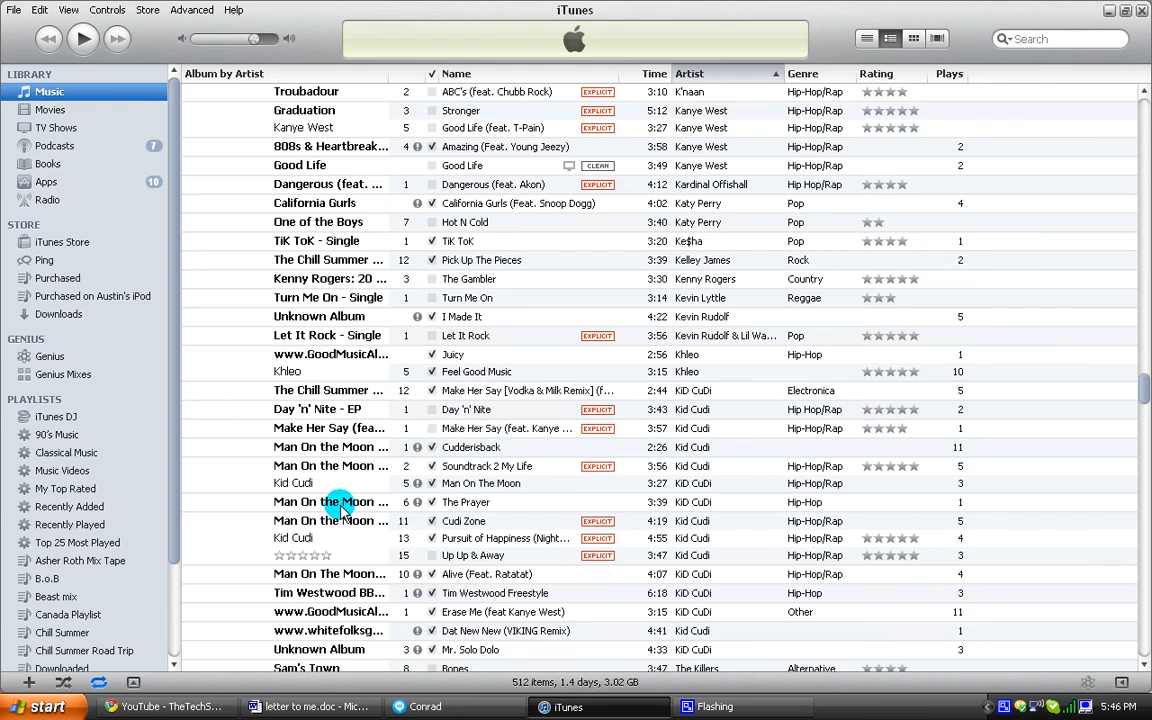 File Edit View Controls Store Advanced Help iTunes
Search
LIBRARY Album by Artist Name Time Artist Genre Rating Plays
Music Troubadour 2 ABC's (feat. Chubb Rock) EXPLICIT 3:10 K'naan Hip-Hop/Rap
Movies Graduation 3 Stronger EXPLICIT 5:12 Kanye West Hip-Hop/Rap
TV Shows Kanye West 5 Good Life (feat. T-Pain) EXPLICIT 3:27 Kanye West Hip-Hop/Rap
Podcasts 7 808s & Heartbreak... 4 Amazing (Feat. Young Jeezy) 3:58 Kanye West Hip-Hop/Rap 2
Books Good Life Good Life CLEAN 3:49 Kanye West Hip-Hop/Rap 2
Apps 10 Dangerous (feat. ... 1 Dangerous (feat. Akon) EXPLICIT 4:12 Kardinal Offishall Hip Hop/Rap
Radio California Gurls California Gurls (Feat. Snoop Dogg) 4:02 Katy Perry Pop 4
STORE One of the Boys 7 Hot N Cold 3:40 Katy Perry Pop
iTunes Store TiK ToK - Single 1 TiK ToK 3:20 Ke$ha Pop 1
Ping The Chill Summer ... 12 Pick Up The Pieces 3:39 Kelley James Rock 2
Purchased Kenny Rogers: 20 ... 3 The Gambler 3:09 Kenny Rogers Country
Purchased on Austin's iPod Turn Me On - Single 1 Turn Me On 3:14 Kevin Lyttle Reggae
Downloads Unknown Album I Made It 4:22 Kevin Rudolf 5
Let It Rock - Single 1 Let It Rock EXPLICIT 3:56 Kevin Rudolf & Lil Wa... Pop
GENIUS www.GoodMusicAl... Juicy 2:56 Khleo Hip-Hop 1
Genius Khleo 5 Feel Good Music 3:15 Khleo 10
Genius Mixes The Chill Summer ... 12 Make Her Say [Vodka & Milk Remix] (f... 2:44 KiD CuDi Electronica 5
PLAYLISTS Day 'n' Nite - EP 1 Day 'n' Nite EXPLICIT 3:43 Kid Cudi Hip Hop/Rap 2
iTunes DJ Make Her Say (fea... 1 Make Her Say (feat. Kanye ... EXPLICIT 3:57 Kid Cudi Hip Hop/Rap 1
90's Music Man On the Moon ... 1 Cudderisback 2:26 Kid Cudi 11
Classical Music Man On the Moon ... 2 Soundtrack 2 My Life EXPLICIT 3:56 Kid Cudi Hip-Hop/Rap 5
Music Videos Kid Cudi 5 Man On The Moon 3:39 Kid Cudi Hip-Hop/Rap 3
My Top Rated Man On the Moon ... 6 The Prayer 3:39 Kid Cudi Hip-Hop 1
Recently Added Man On the Moon ... 11 Cudi Zone EXPLICIT 4:19 Kid Cudi Hip-Hop/Rap 5
Recently Played Kid Cudi 13 Pursuit of Happiness (Night... EXPLICIT 4:55 Kid Cudi Hip-Hop/Rap 4
Top 25 Most Played 15 Up Up & Away EXPLICIT 3:47 Kid Cudi Hip-Hop/Rap 3
Asher Roth Mix Tape Man On The Moon... 10 Alive (Feat. Ratatat) 4:07 KiD CuDi Hip-Hop/Rap 4
B.o.B Tim Westwood BB... 1 Tim Westwood Freestyle 6:18 KiD CuDi Hip-Hop 3
Beast mix www.GoodMusicAl... 1 Erase Me (feat Kanye West) 3:15 KiD CuDi Other 11
Canada Playlist www.whitefolksg... Dat New New (VIKING Remix) 4:41 Kid Cudi 1
Chill Summer Unknown Album 3 Mr. Solo Dolo 4:33 Kid Cudi 3
Chill Summer Road Trip Sam's Town 8 Bones 3:47 The Killers Alternative
Downloaded
512 items, 1.4 days, 3.02 GB
start YouTube - TheTechS... letter to me.doc - Mic... Conrad iTunes Flashing 5:46 PM